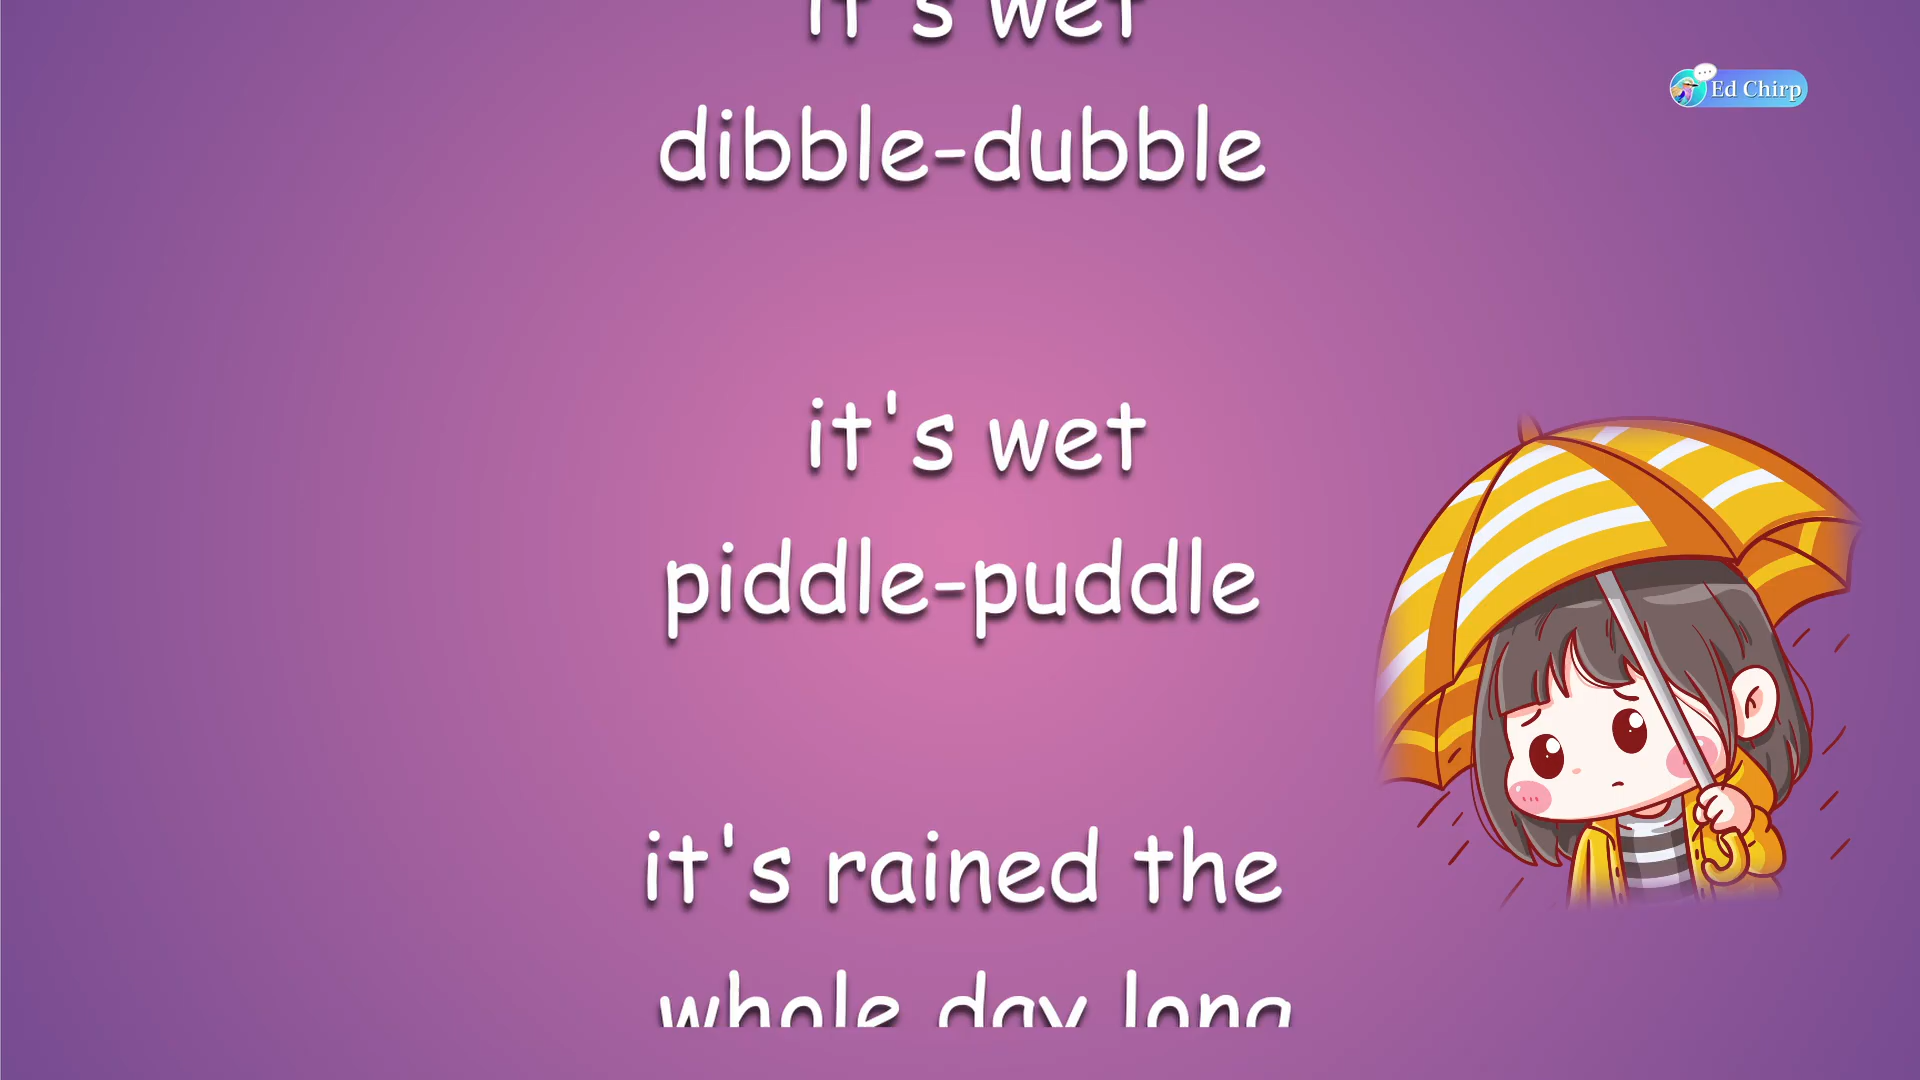 it's wet
Ed Chirp
dibble-dubble
it's wet
piddle-puddle
it's rained the
whole day long